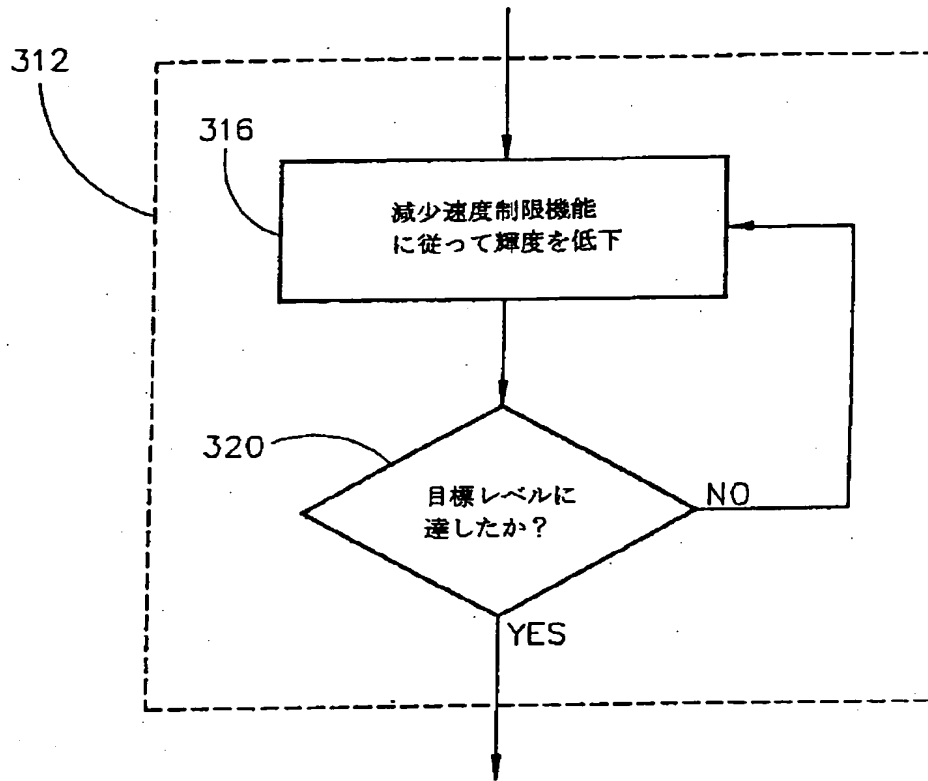 312
316
減少速度制限機能
に従って輝度を低下
320
目標レベルに
達したか？
NO
YES